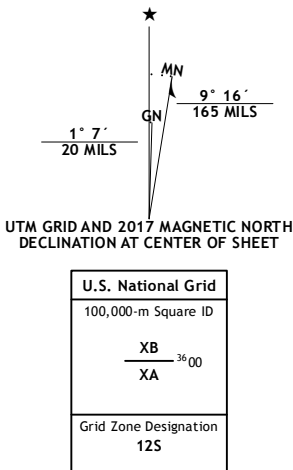 ★
MN
GN
9° 16´
165 MILS
1° 7´
20 MILS
UTM GRID AND 2017 MAGNETIC NORTH
DECLINATION AT CENTER OF SHEET
U.S. National Grid
100,000-m Square ID
XB
3600
XA
Grid Zone Designation
12S